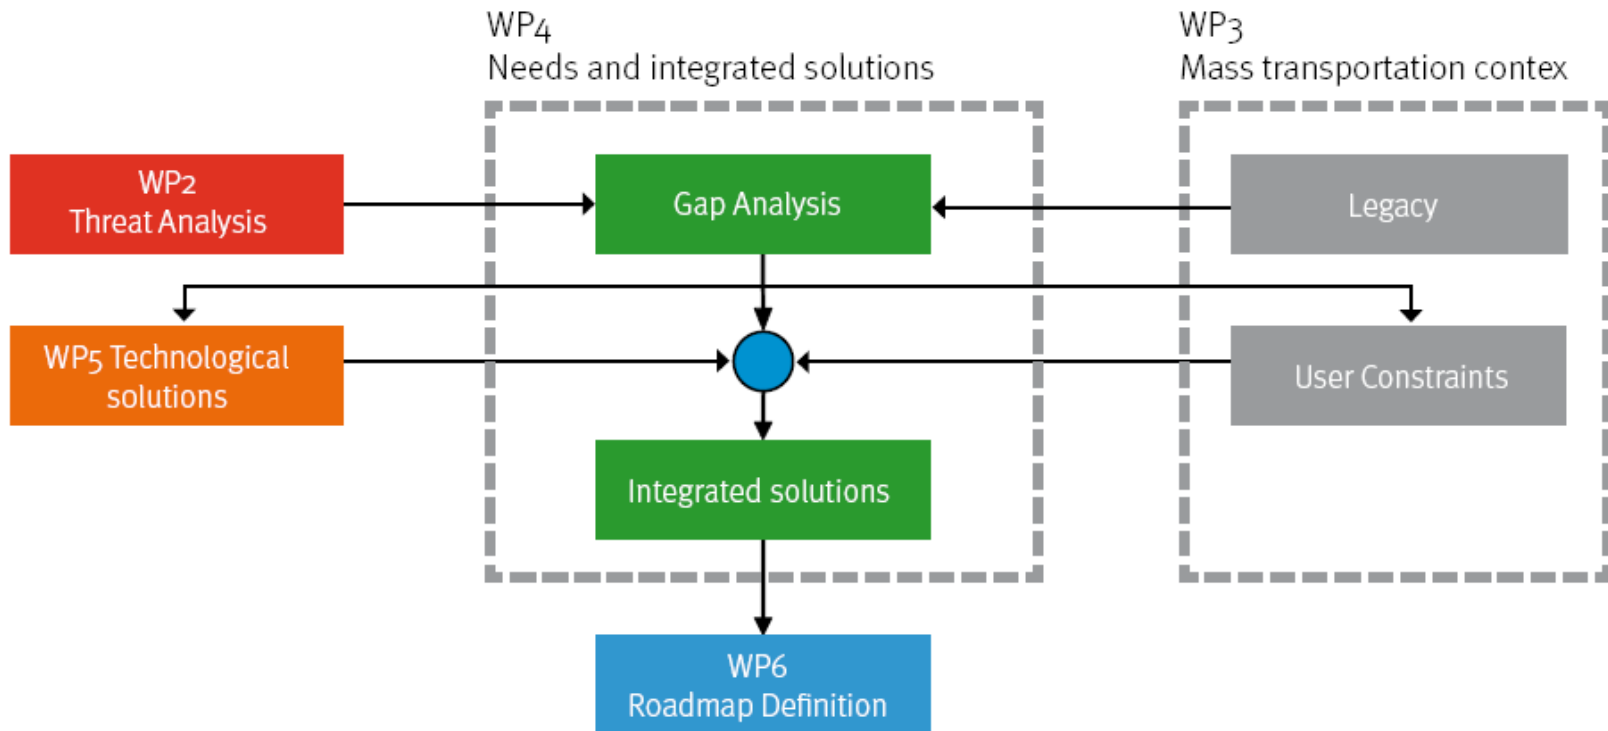 WP4
Needs and integrated solutions
WP3
Mass transportation contex
WP2
Threat Analysis
Gap Analysis
Legacy
WP5 Technological
solutions
User Constraints
Integrated solutions
WP6
Roadmap Definition